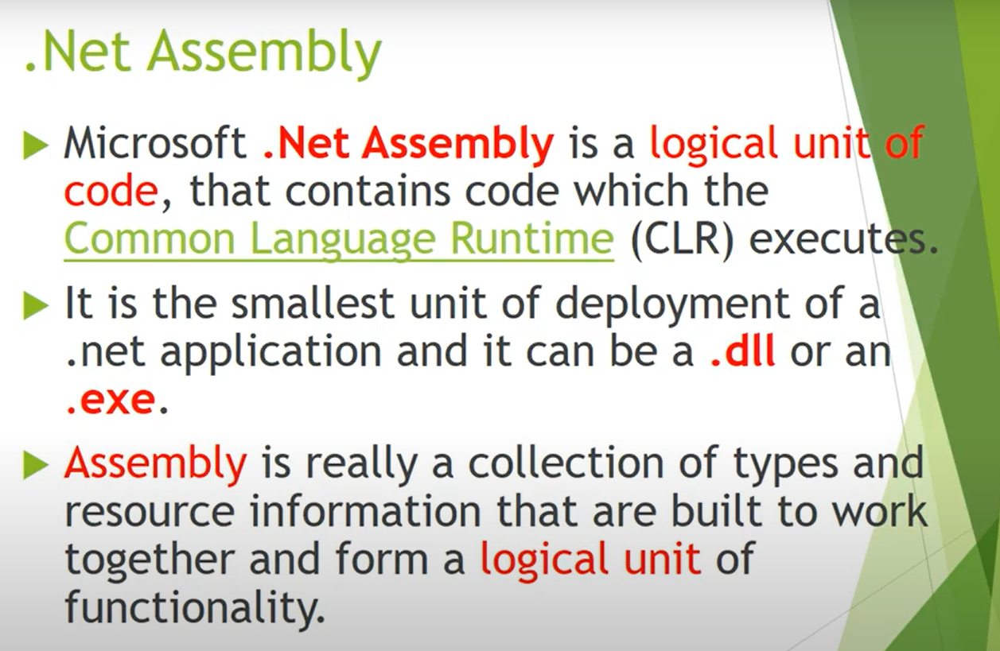 .Net Assembly
Microsoft .Net Assembly is a logical unit of
code, that contains code which the
Common Language Runtime (CLR) executes.
It is the smallest unit of deployment of a
.net application and it can be a .dll or an
.exe.
Assembly is really a collection of types and
resource information that are built to work
together and form a logical unit of
functionality.